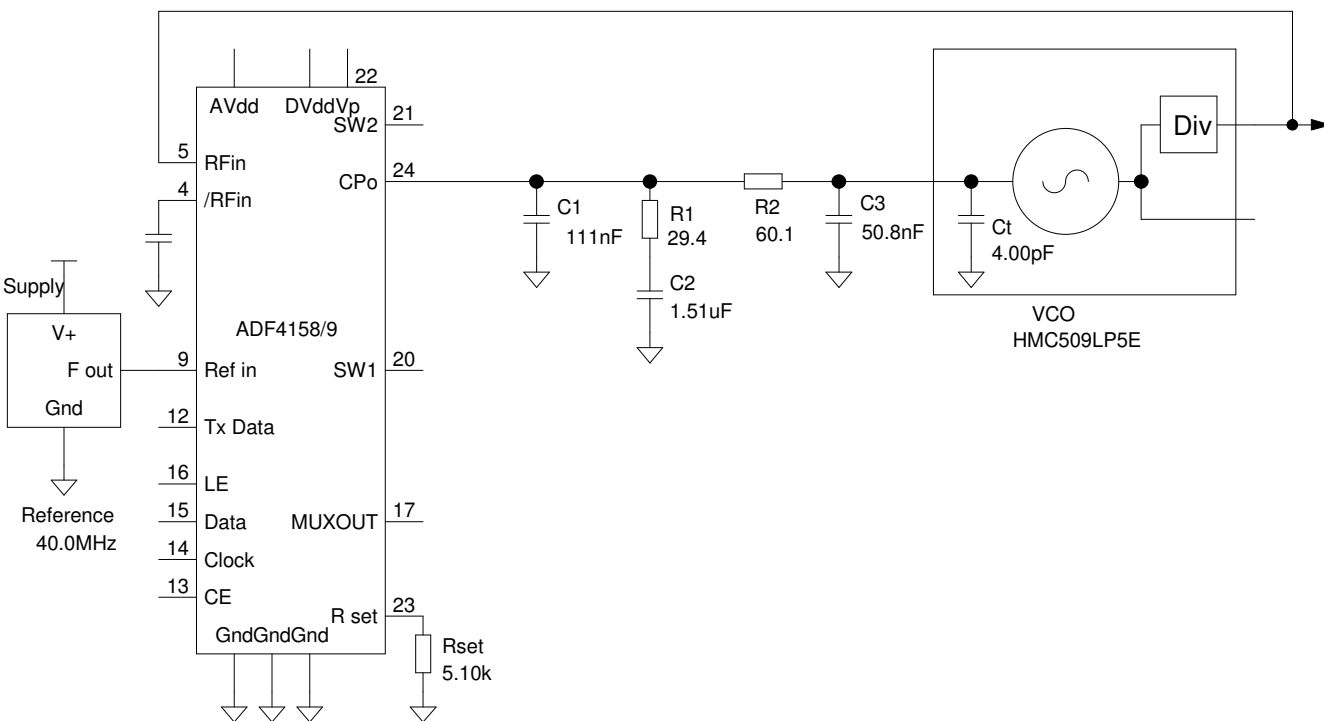 22
AVdd
DVddVp
21
SW2
5
RFin
24
CPo
4
/RFin
Div
C1
111nF
R1
29.4
R2
60.1
C3
50.8nF
Ct
4.00pF
C2
1.51uF
Supply
V+
F out
Gnd
ADF4158/9
VCO
HMC509LP5E
9
Ref in
20
SW1
12
Tx Data
16
LE
15
Data
17
MUXOUT
Reference
40.0MHz
14
Clock
13
CE
23
R set
GndGndGnd
Rset
5.10k